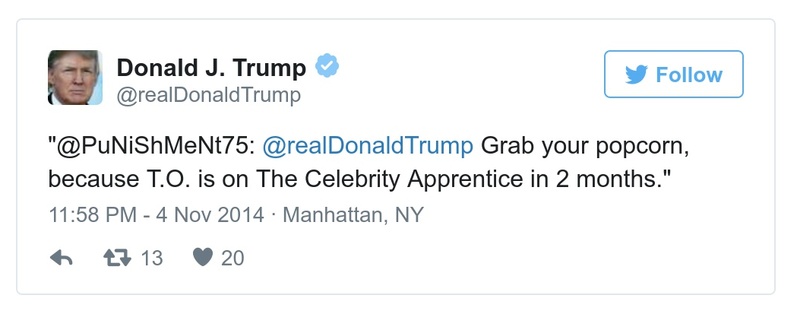 Donald J. Trump
@realDonaldTrump
Follow
"@PuNiShMeNt75: @realDonaldTrump Grab your popcorn,
because T.O. is on The Celebrity Apprentice in 2 months."
11:58 PM - 4 Nov 2014 · Manhattan, NY
13 20